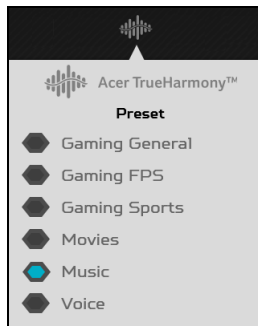 Acer TrueHarmony™
Preset
Gaming General
Gaming FPS
Gaming Sports
Movies
Music
Voice